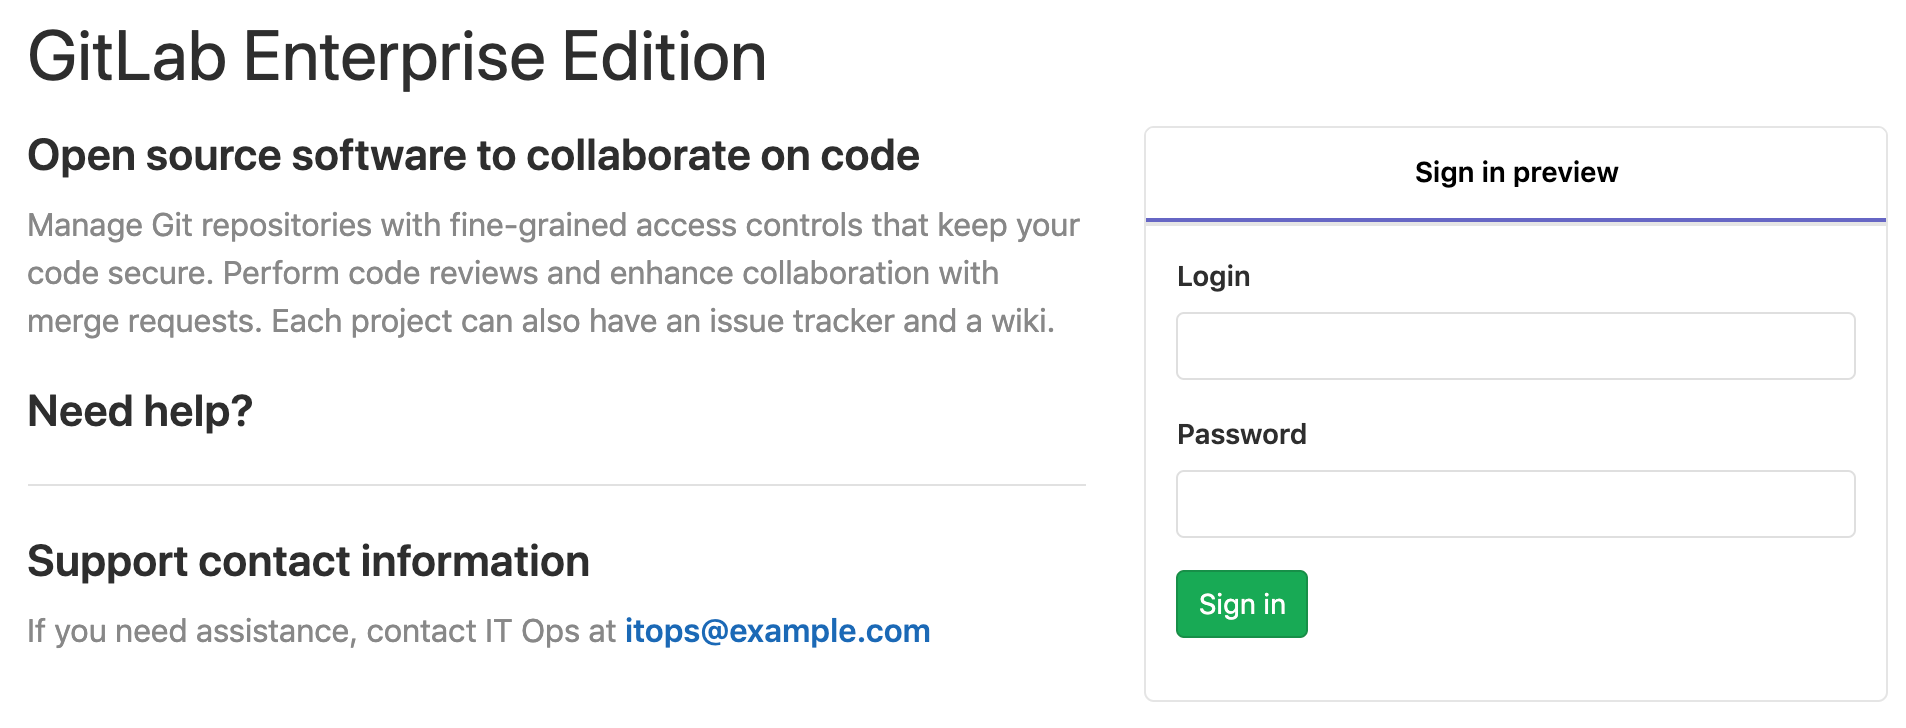 GitLab Enterprise Edition
Open source software to collaborate on code
Manage Git repositories with fine-grained access controls that keep your
code secure. Perform code reviews and enhance collaboration with
merge requests. Each project can also have an issue tracker and a wiki.
Need help?
Support contact information
If you need assistance, contact IT Ops at itops@example.com
Sign in preview
Login
Password
Sign in